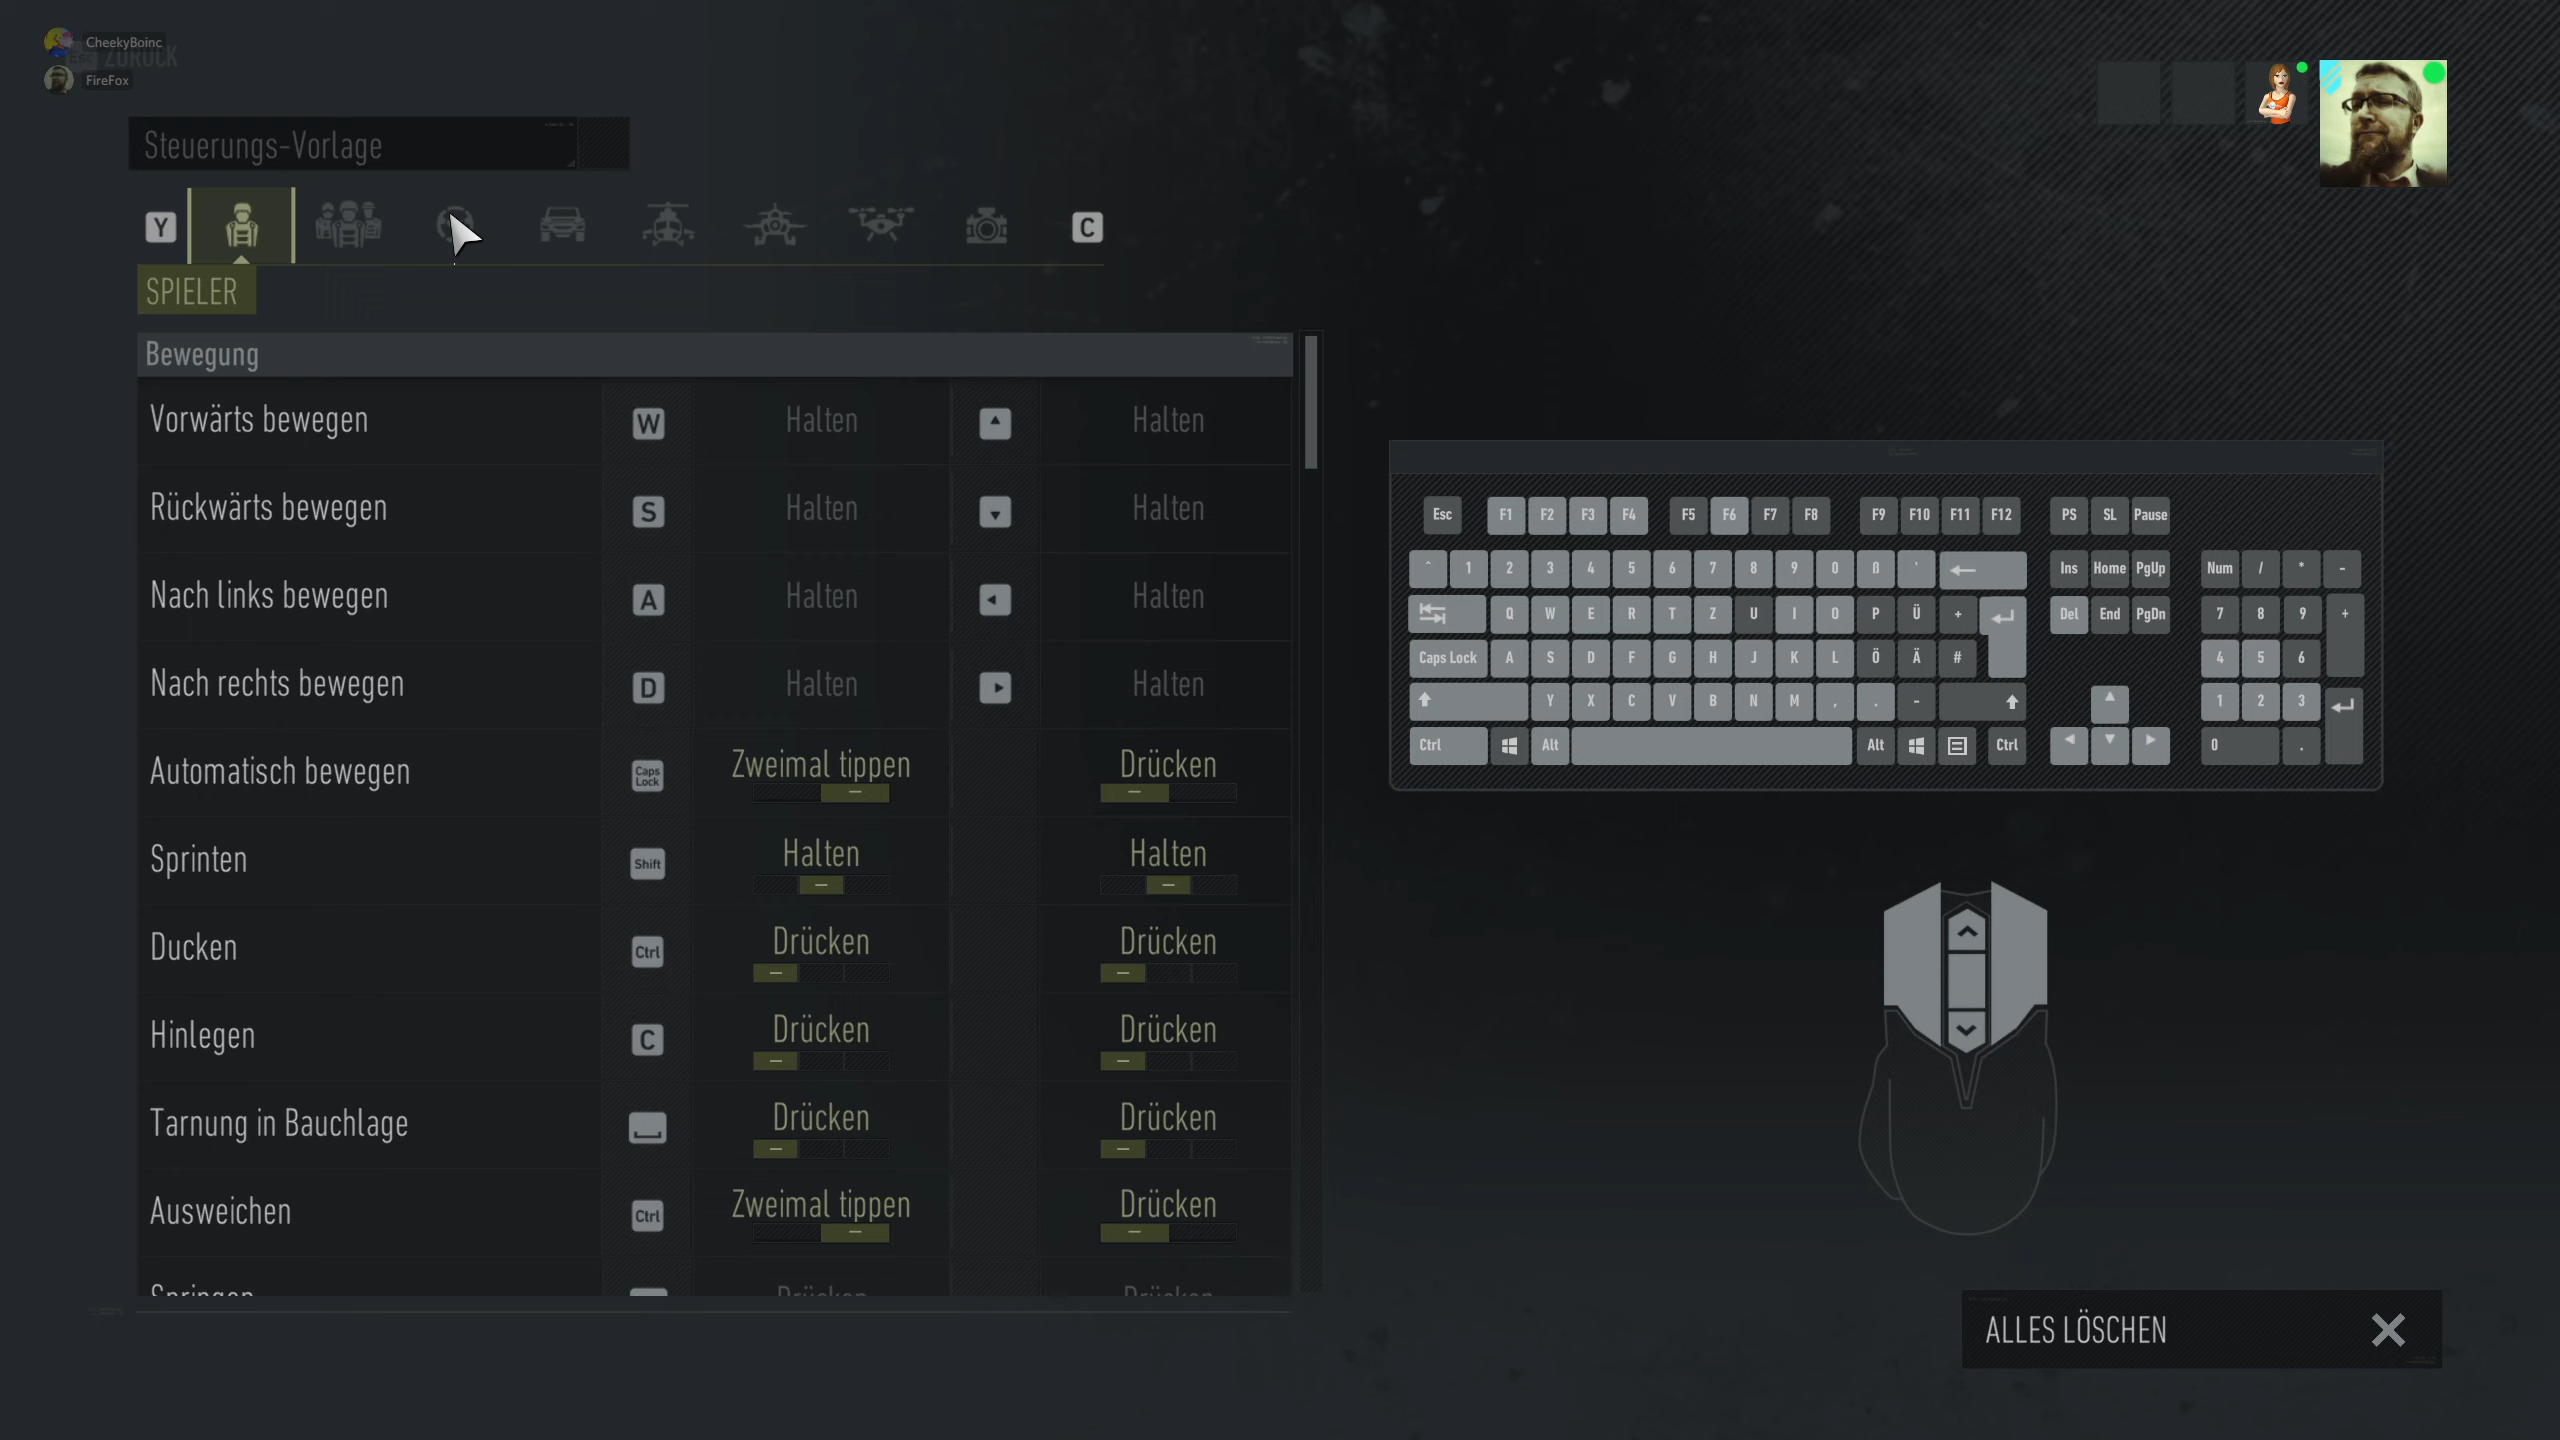 CheekyBoinc
Esc ZURÜCK
FireFox
Steuerungs-Vorlage
Y C
SPIELER
Bewegung
Vorwärts bewegen W Halten Halten
Rückwärts bewegen S Halten Halten
Nach links bewegen A Halten Halten
Nach rechts bewegen D Halten Halten
Automatisch bewegen Caps Lock Zweimal tippen Drücken
Sprinten Shift Halten Halten
Ducken Ctrl Drücken Drücken
Hinlegen C Drücken Drücken
Tarnung in Bauchlage Drücken Drücken
Ausweichen Ctrl Zweimal tippen Drücken
Springen Drücken Drücken
Esc F1 F2 F3 F4 F5 F6 F7 F8 F9 F10 F11 F12 PS SL Pause
^ 1 2 3 4 5 6 7 8 9 0 ß ' Ins Home PgUp Num / * -
Q W E R T Z U I O P Ü + Del End PgDn 7 8 9 +
Caps Lock A S D F G H J K L Ö Ä # 4 5 6
Y X C V B N M , . - 1 2 3
Ctrl Alt Alt Ctrl 0 .
ALLES LÖSCHEN